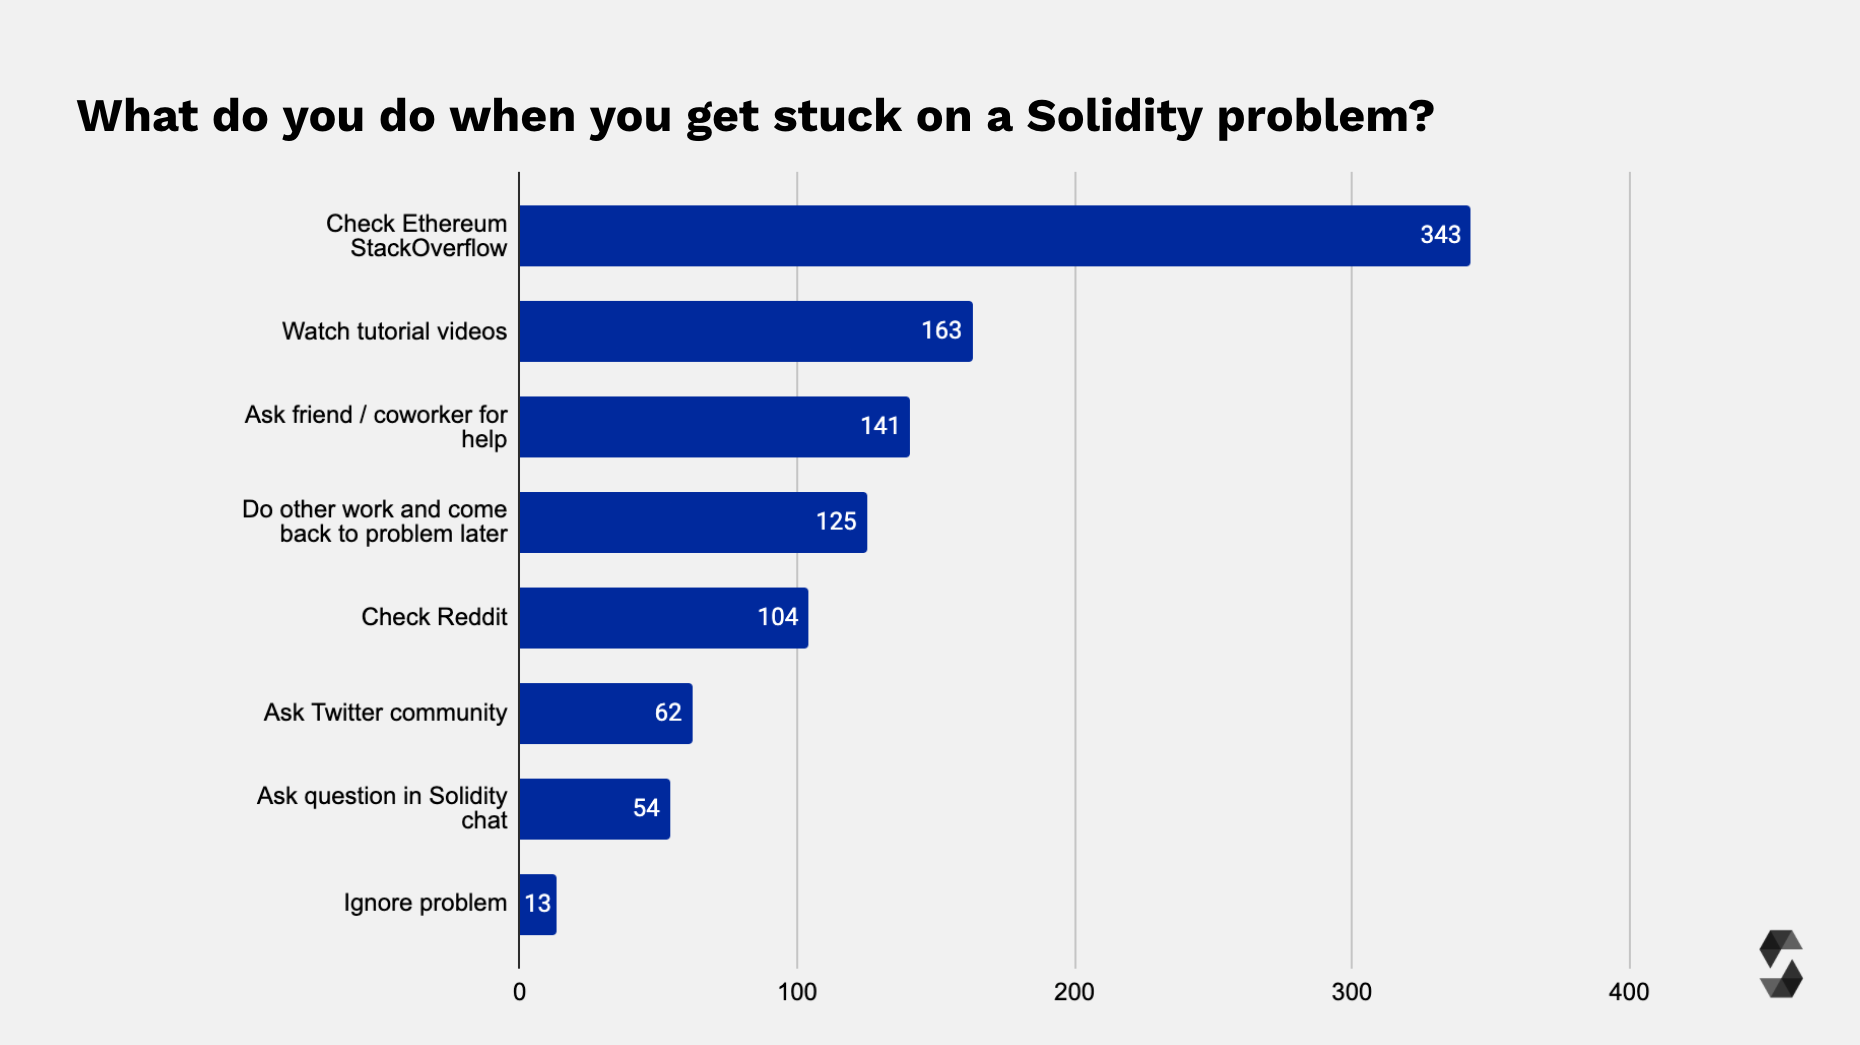 What do you do when you get stuck on a Solidity problem?
Check Ethereum
StackOverflow
343
Watch tutorial videos
163
Ask friend / coworker for
help
141
Do other work and come
back to problem later
125
Check Reddit
104
Ask Twitter community
62
Ask question in Solidity
chat
54
Ignore problem
13
0 100 200 300 400